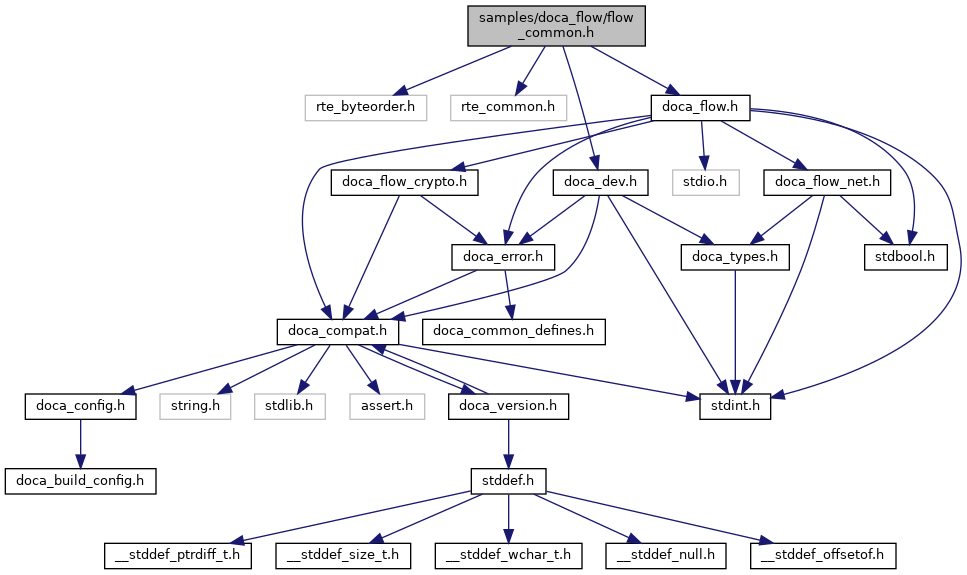 samples/doca_flow/flow
_common.h
rte_byteorder.h
rte_common.h
doca_flow.h
doca_flow_crypto.h
doca_dev.h
stdio.h
doca_flow_net.h
doca_error.h
doca_types.h
stdbool.h
doca_compat.h
doca_common_defines.h
doca_config.h
string.h
stdlib.h
assert.h
doca_version.h
stdint.h
doca_build_config.h
stddef.h
__stddef_ptrdiff_t.h
__stddef_size_t.h
__stddef_wchar_t.h
__stddef_null.h
__stddef_offsetof.h